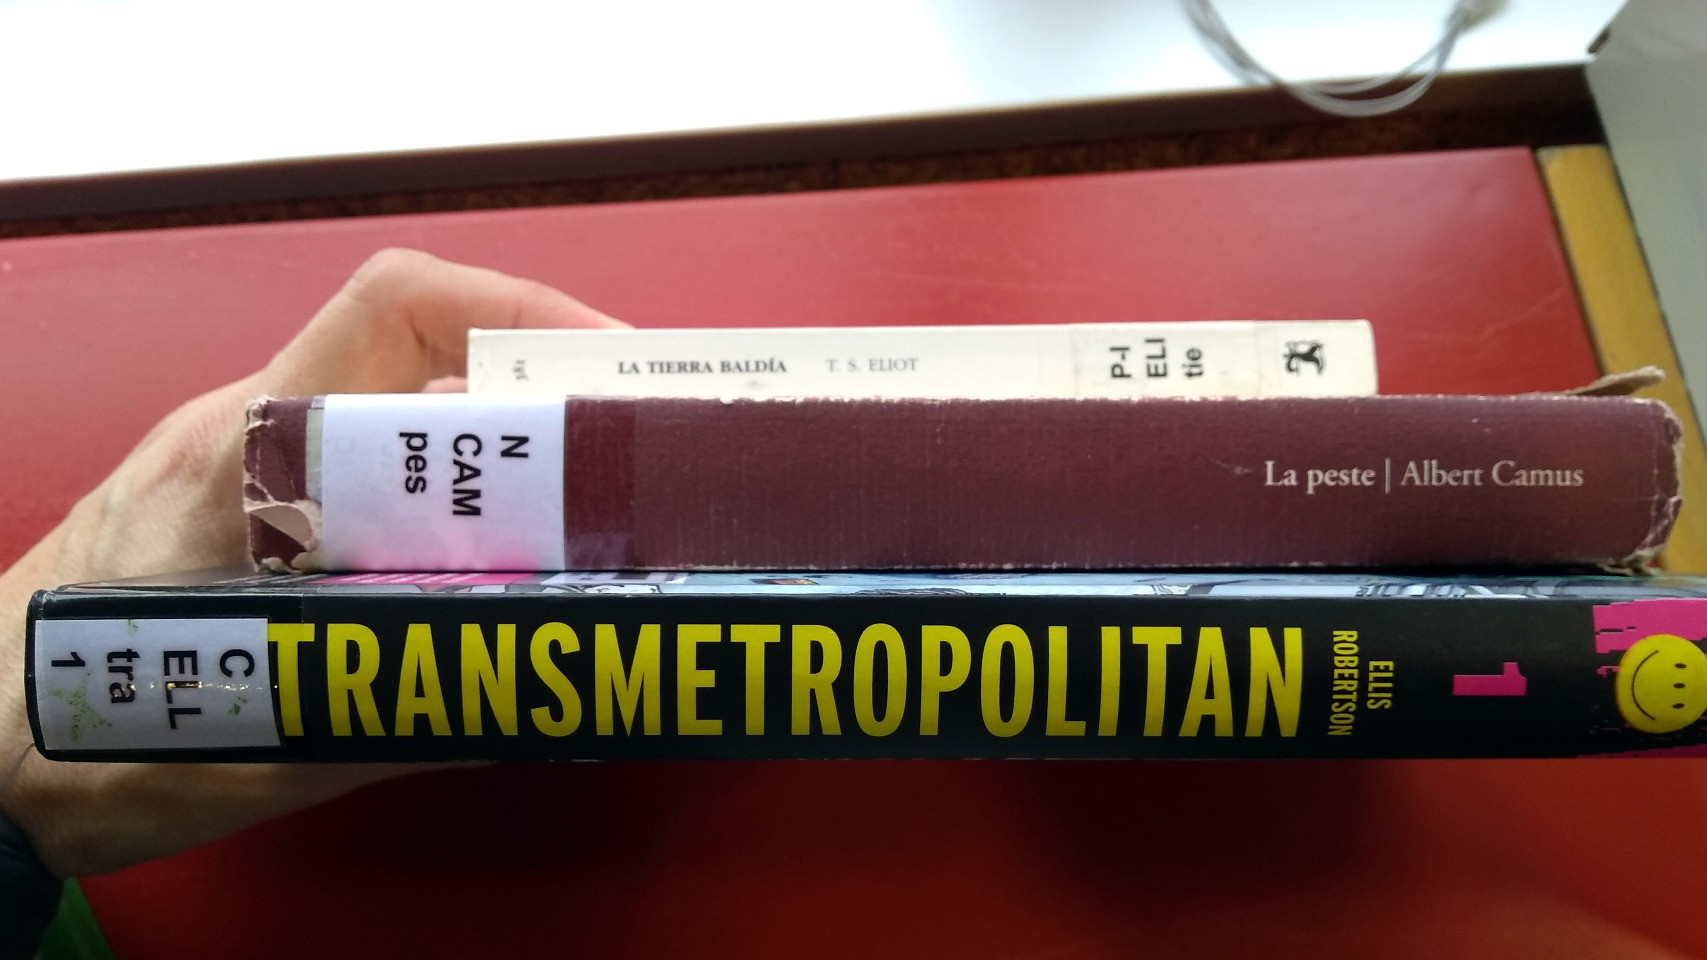 381
LA TIERRA BALDÍA T. S. ELIOT
P-I
ELI
tie
N
CAM
pes
La peste | Albert Camus
C
ELL
tra
1
TRANSMETROPOLITAN
ELLIS
ROBERTSON
1